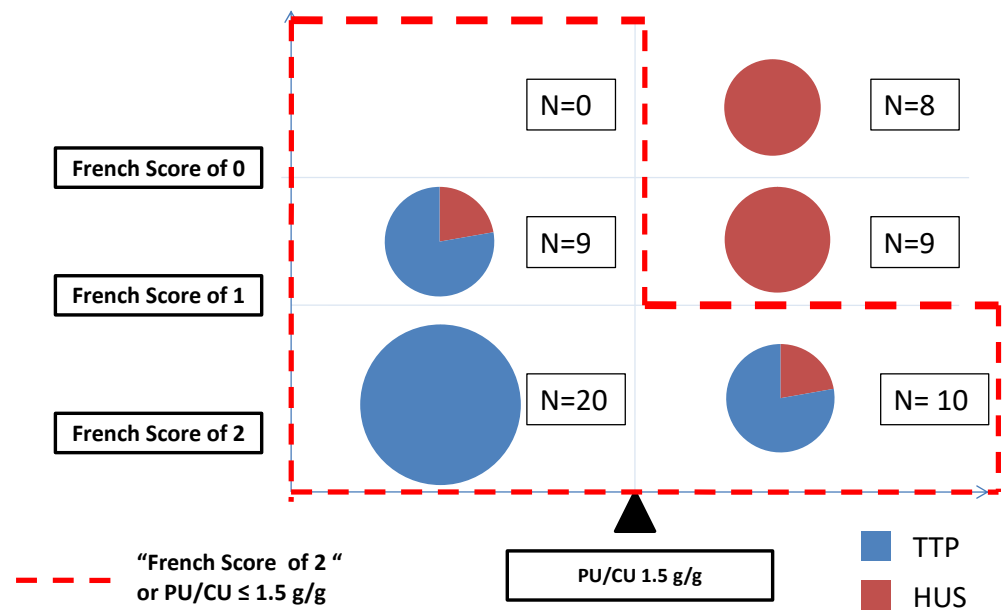 N=0
N=8
French Score of 0
N=9
N=9
French Score of 1
N=20
N= 10
French Score of 2
“French Score of 2 “
or PU/CU ≤ 1.5 g/g
PU/CU 1.5 g/g
TTP
HUS